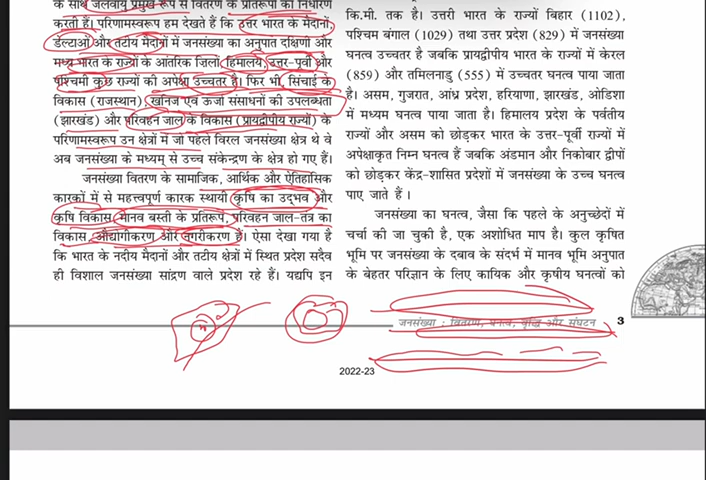 के साथ जलवायु प्रमुख रूप से वितरण के प्रतिरूपों का निर्धारण
करती हैं। परिणामस्वरूप हम देखते हैं कि उत्तर भारत के मैदानों,
डेल्टाओं और तटीय मैदानों में जनसंख्या का अनुपात दक्षिणी और
मध्य भारत के राज्यों के आंतरिक जिलों हिमालय, उत्तर-पूर्वी और
पश्चिमी कुछ राज्यों की अपेक्षा उच्चतर है। फिर भी, सिंचाई के
विकास (राजस्थान) खनिज एवं ऊर्जा संसाधनों की उपलब्धता
(झारखंड) और परिवहन जाल के विकास (प्रायद्वीपीय राज्यों) के
परिणामस्वरूप उन क्षेत्रों में जो पहले विरल जनसंख्या क्षेत्र थे वे
अब जनसंख्या के मध्यम् से उच्च संकेन्द्रण के क्षेत्र हो गए हैं।
जनसंख्या वितरण के सामाजिक, आर्थिक और ऐतिहासिक
कारकों में से महत्त्वपूर्ण कारक स्थायी कृषि का उद्भव और
कृषि विकास, मानव बस्ती के प्रतिरूप, परिवहन जाल-तंत्र का
विकास, औद्योगीकरण और नगरीकरण हैं। ऐसा देखा गया है
कि भारत के नदीय मैदानों और तटीय क्षेत्रों में स्थित प्रदेश सदैव
ही विशाल जनसंख्या सांद्रण वाले प्रदेश रहे हैं। यद्यपि इन
कि.मी. तक है। उत्तरी भारत के राज्यों बिहार (1102),
पश्चिम बंगाल (1029) तथा उत्तर प्रदेश (829) में जनसंख्या
घनत्व उच्चतर है जबकि प्रायद्वीपीय भारत के राज्यों में केरल
(859) और तमिलनाडु (555) में उच्चतर घनत्व पाया जाता
है। असम, गुजरात, आंध्र प्रदेश, हरियाणा, झारखंड, ओडिशा
में मध्यम घनत्व पाया जाता है। हिमालय प्रदेश के पर्वतीय
राज्यों और असम को छोड़कर भारत के उत्तर-पूर्वी राज्यों में
अपेक्षाकृत निम्न घनत्व हैं जबकि अंडमान और निकोबार द्वीपों
को छोड़कर केंद्र-शासित प्रदेशों में जनसंख्या के उच्च घनत्व
पाए जाते हैं ।
जनसंख्या का घनत्व, जैसा कि पहले के अनुच्छेदों में
चर्चा की जा चुकी है, एक अशोधित माप है। कुल कृषित
भूमि पर जनसंख्या के दबाव के संदर्भ में मानव भूमि अनुपात
के बेहतर परिज्ञान के लिए कायिक और कृषीय घनत्वों को
जनसंख्या : वितरण, घनत्व, वृद्धि और संघटन 3
2022-23